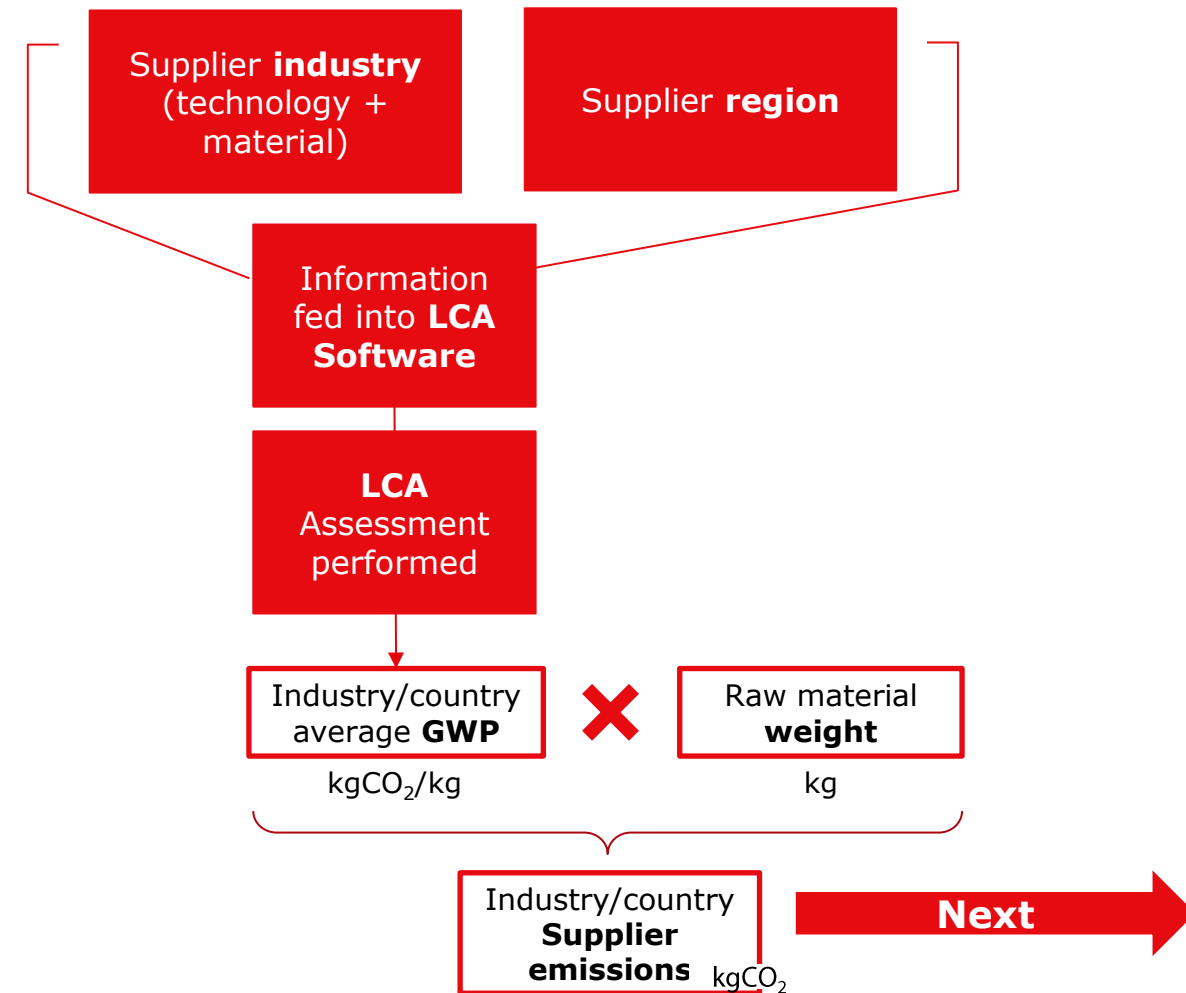 Supplier industry
(technology +
material)
Supplier region
Information
fed into LCA
Software
LCA
Assessment
performed
Industry/country
average GWP
Raw material
weight
kgCO₂/kg
kg
Industry/country
Supplier
emissions
kgCO₂
Next